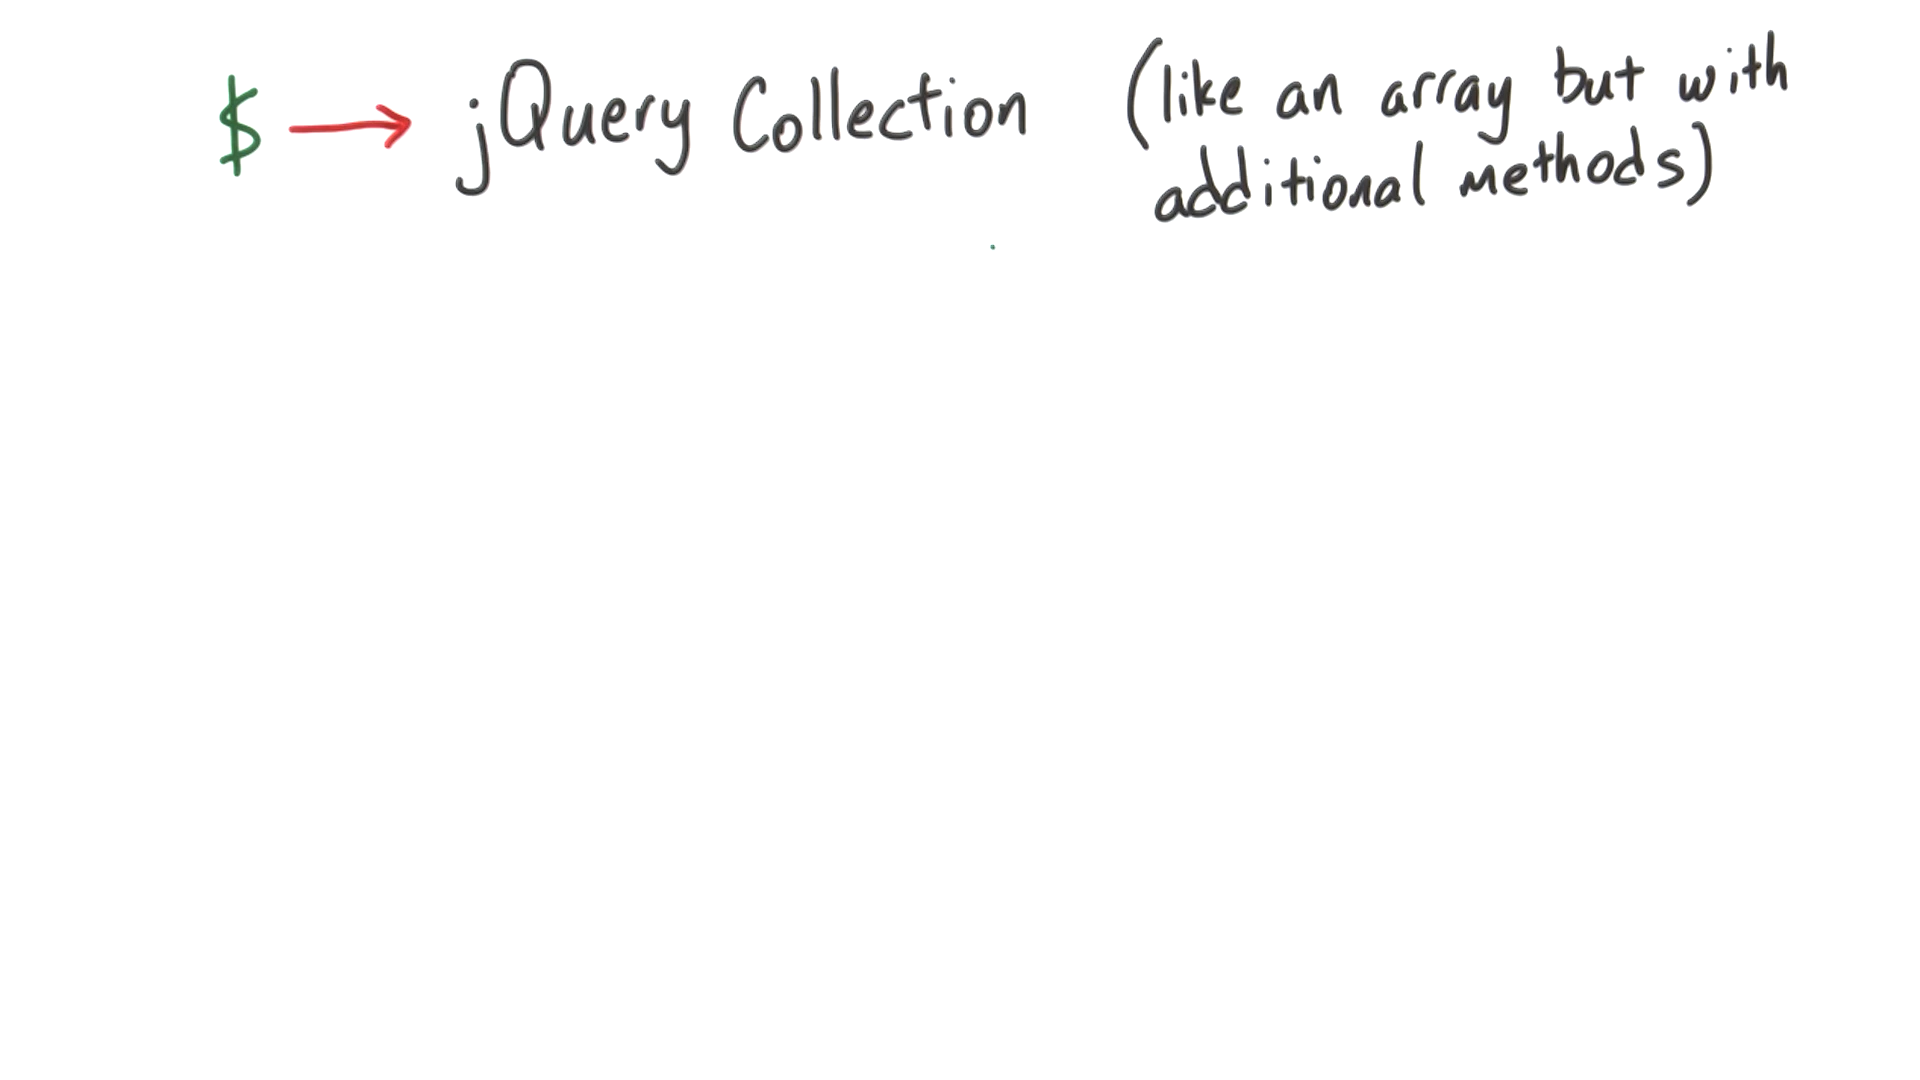 $ → jQuery Collection (like an array but with
additional methods)